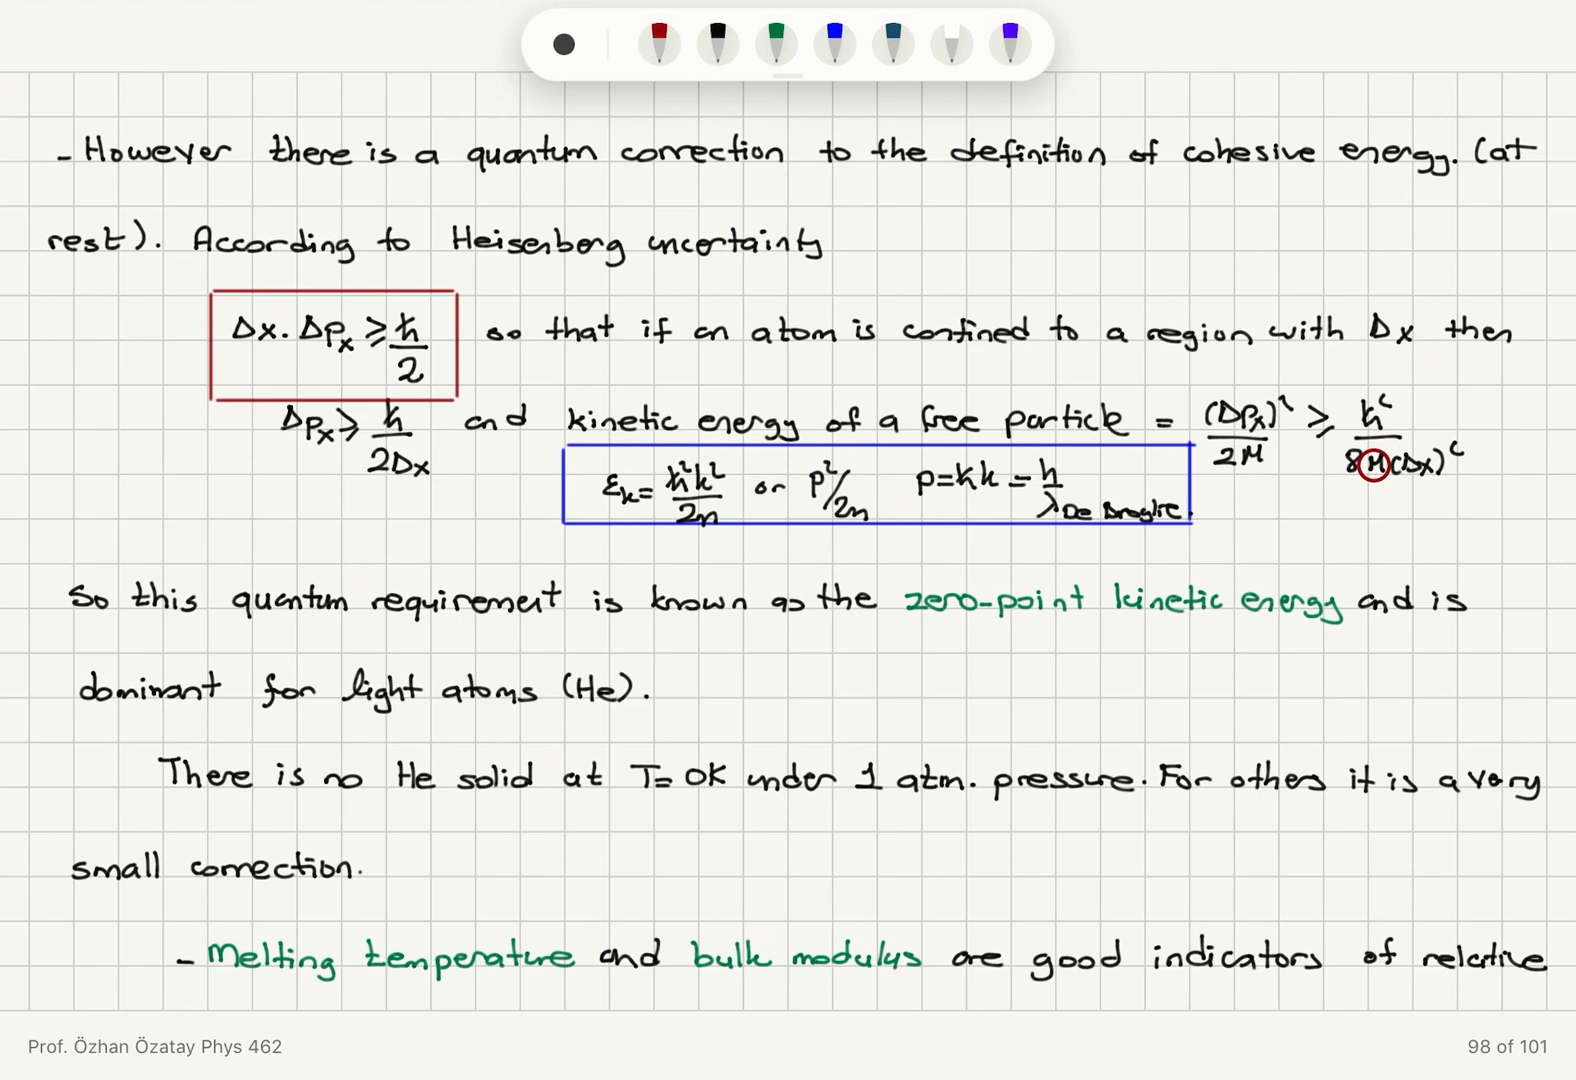 - However there is a quantum correction to the definition of cohesive energy. (at
rest). According to Heisenberg uncertainty
Δx. Δpₓ ≥ ħ/2 so that if an atom is confined to a region with Δx then
Δpₓ ≥ ħ/2Δx and kinetic energy of a free particle = (Δpₓ)²/2M ≥ ħ²/8M(Δx)²
εₖ = ħ²k²/2m or p²/2m p=ħk = h/λ De Broglie.
So this quantum requirement is known as the zero-point kinetic energy and is
dominant for light atoms (He).
There is no He solid at T=0K under 1 atm. pressure. For others it is a very
small correction.
- Melting temperature and bulk modulus are good indicators of relative
Prof. Özhan Özatay Phys 462
98 of 101